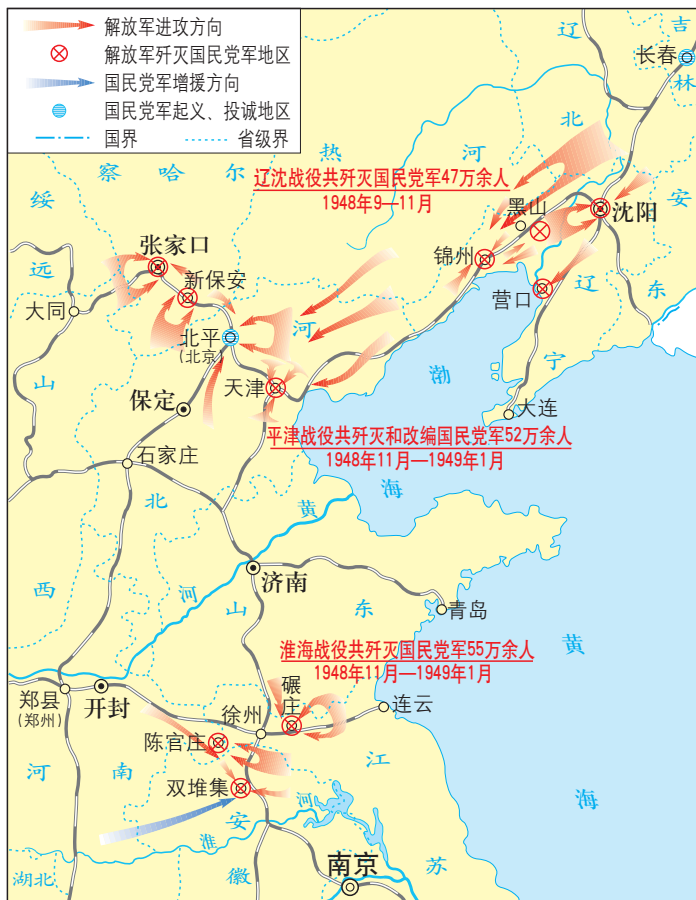 解放军进攻方向
解放军歼灭国民党军地区
国民党军增援方向
国民党军起义、投诚地区
国界
省级界
吉
林
长春
辽
北
安
东
热
河
察 哈 尔
绥
远
辽沈战役共歼灭国民党军47万余人
1948年9—11月
黑山
沈阳
锦州
营口
辽
宁
大连
张家口
新保安
大同
北平
(北京)
天津
保定
石家庄
河
北
山
西
渤
海
平津战役共歼灭和改编国民党军52万余人
1948年11月—1949年1月
黄
河
济南
山
东
青岛
黄
海
淮海战役共歼灭国民党军55万余人
1948年11月—1949年1月
郑县
(郑州)
开封
徐州
碾
庄
连云
陈官庄
双堆集
河
南
江
苏
安
徽
淮
河
湖北
南京